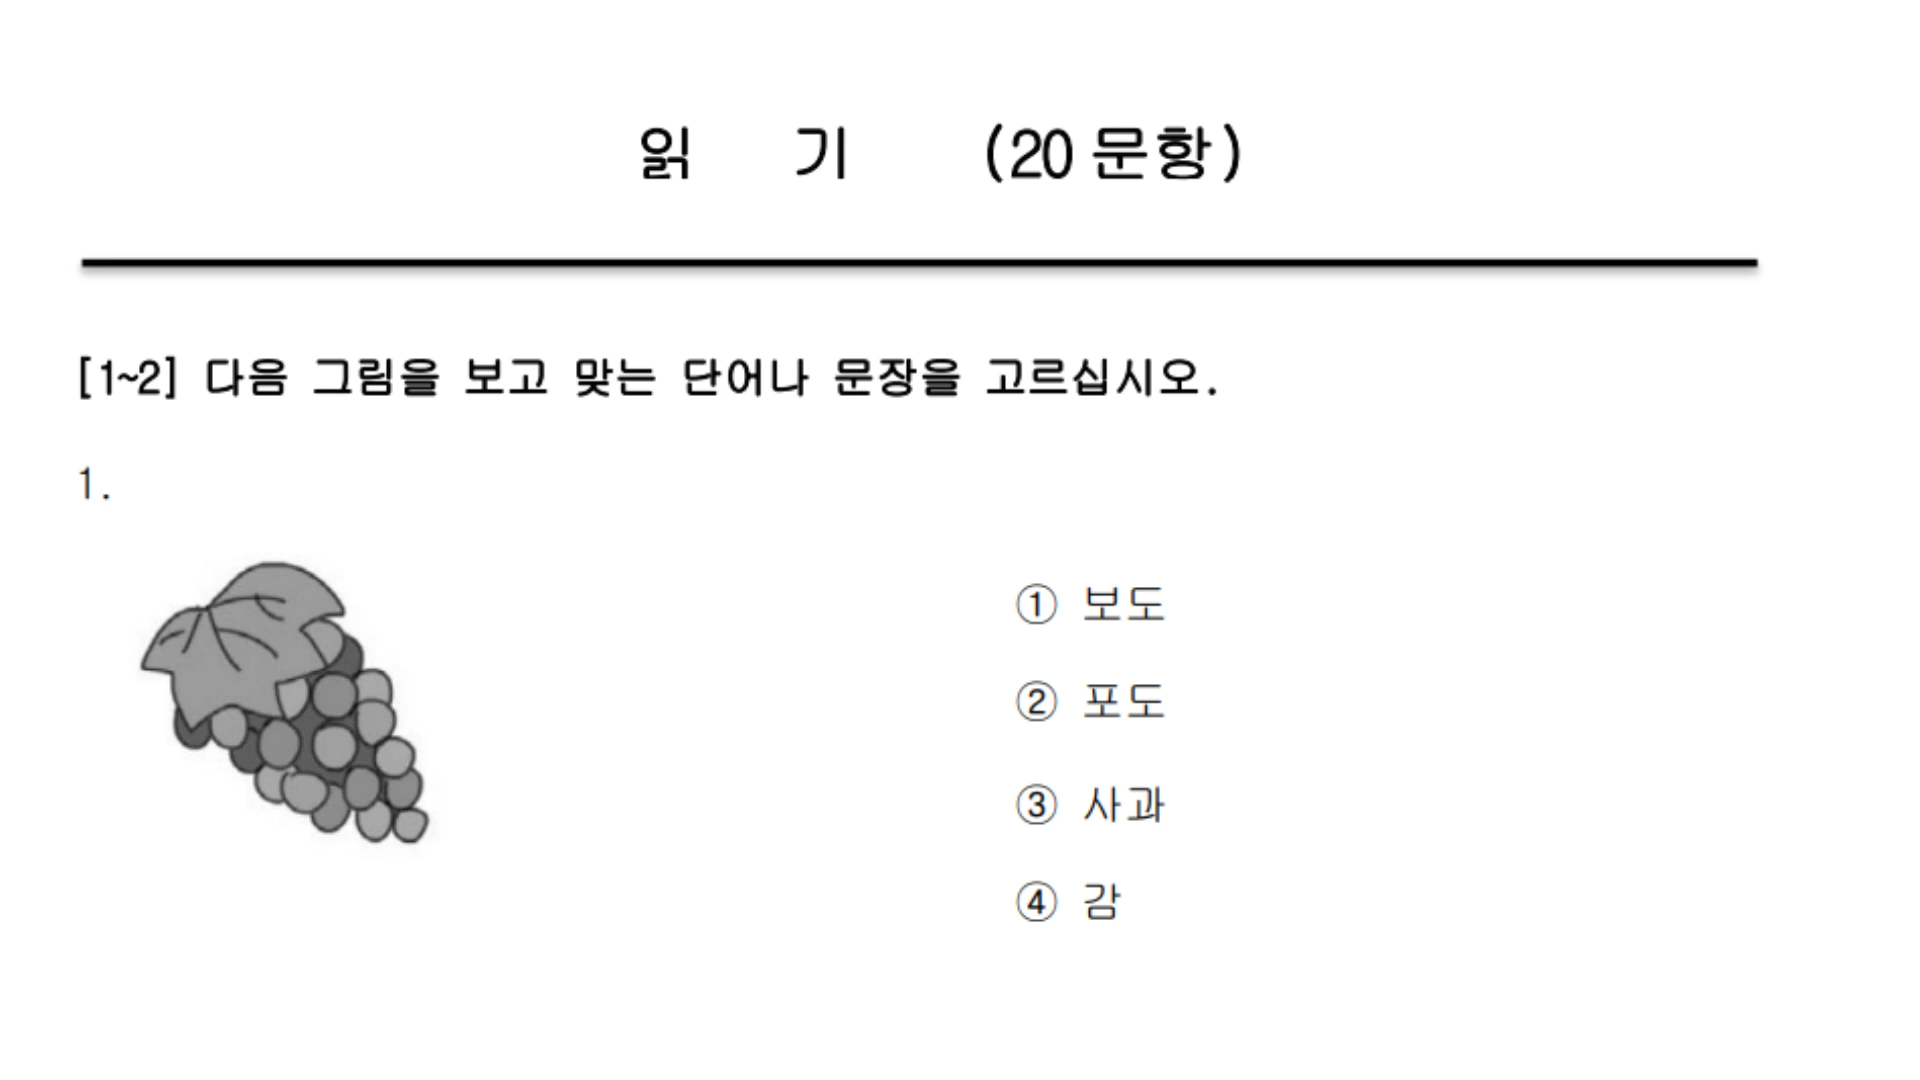 읽 기 (20문항)
[1~2] 다음 그림을 보고 맞는 단어나 문장을 고르십시오.
1.
① 보도
② 포도
③ 사과
④ 감